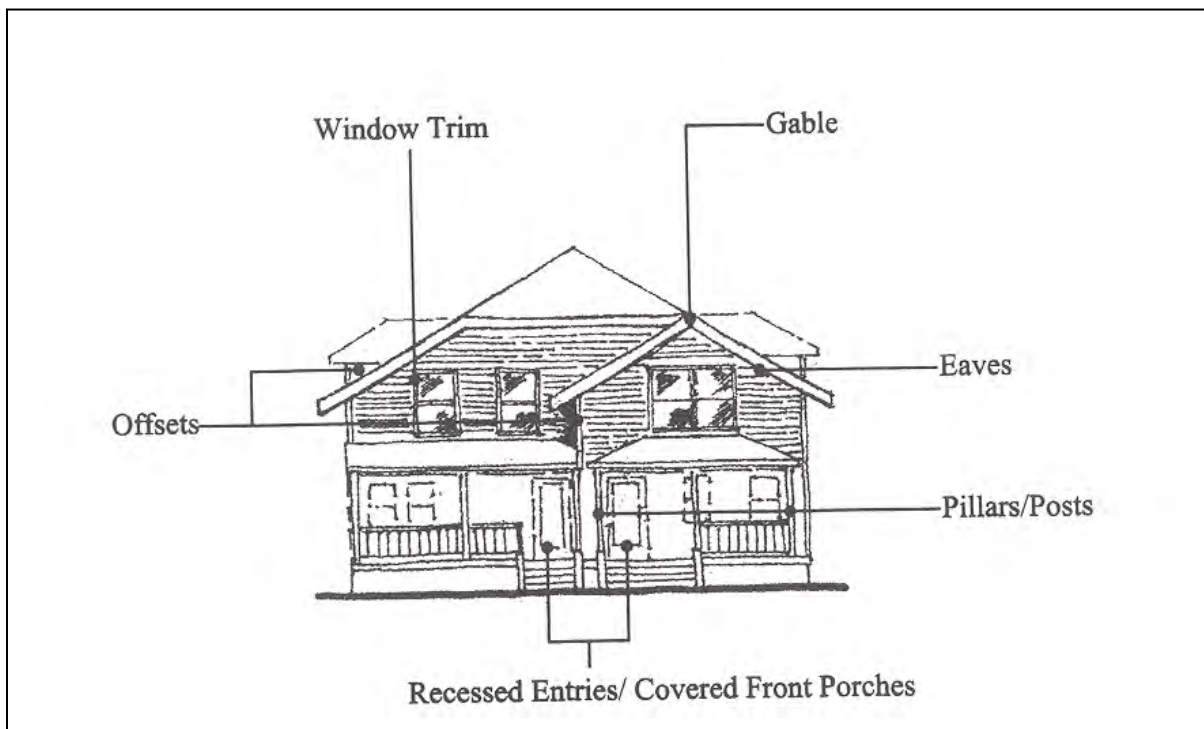 Window Trim
Gable
Eaves
Offsets
Pillars/Posts
Recessed Entries/ Covered Front Porches